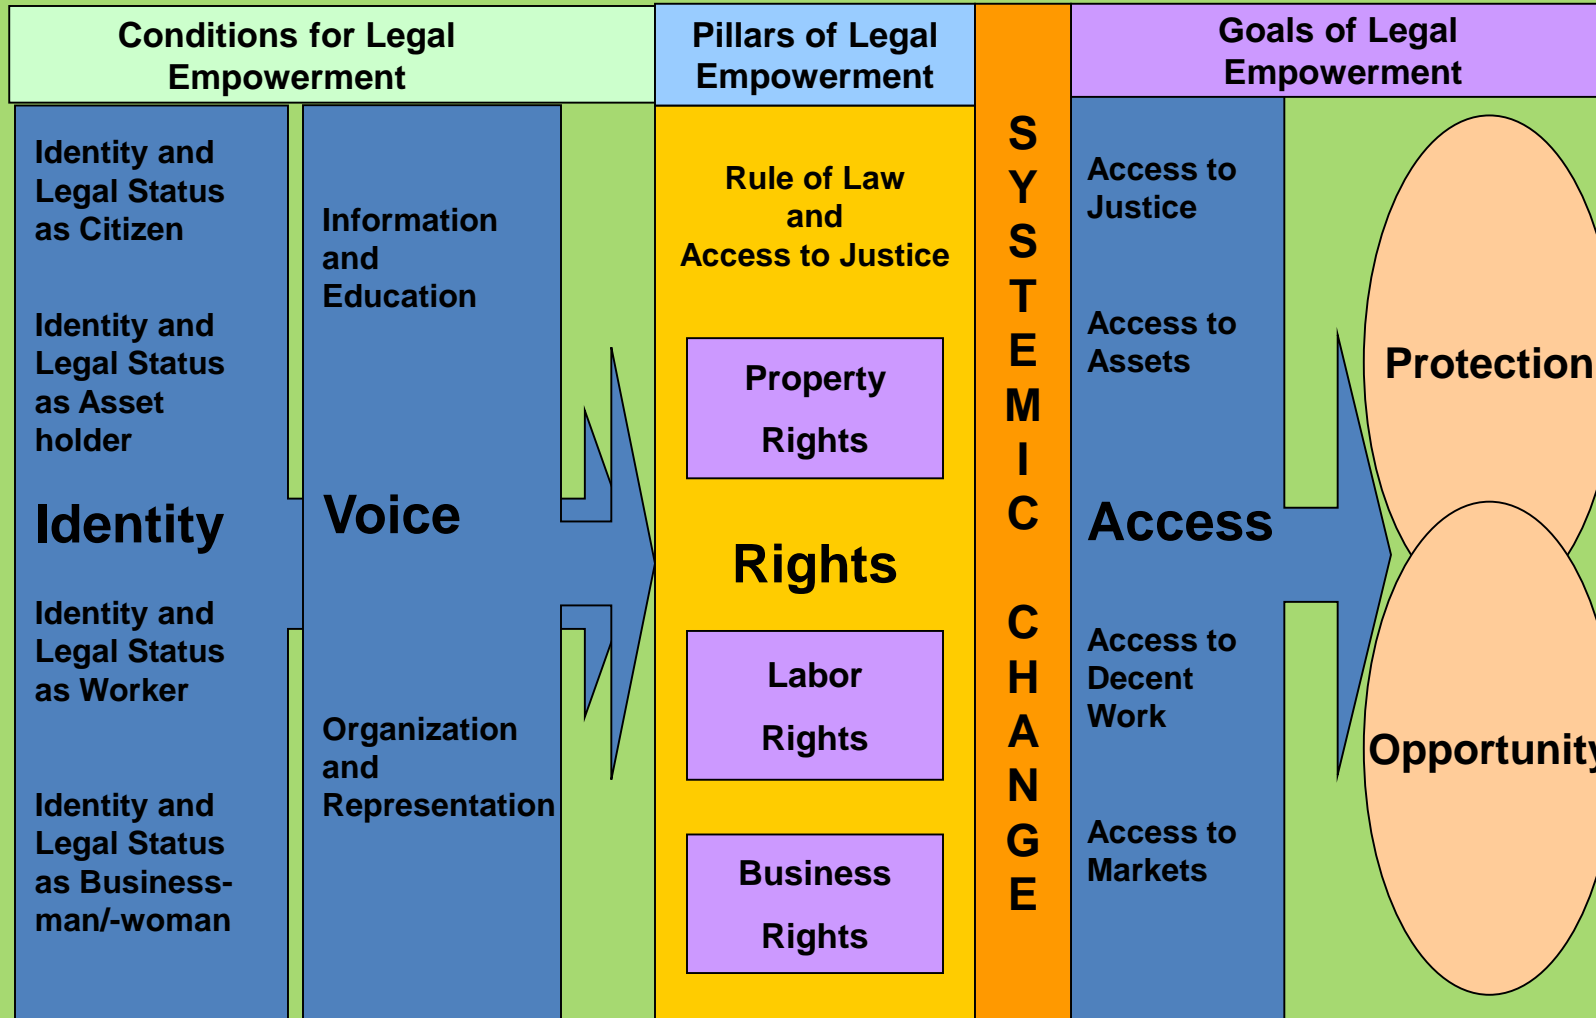 Conditions for Legal
Empowerment
Identity and
Legal Status
as Citizen
Identity and
Legal Status
as Asset
holder
Identity
Identity and
Legal Status
as Worker
Identity and
Legal Status
as Business-
man/-woman
Information
and
Education
Voice
Organization
and
Representation
Pillars of Legal
Empowerment
Rule of Law
and
Access to Justice
Property
Rights
Rights
Labor
Rights
Business
Rights
SYSTEMIC
CHANGE
Goals of Legal
Empowerment
Access to
Justice
Access to
Assets
Access
Access to
Decent
Work
Access to
Markets
Protection
Opportunity